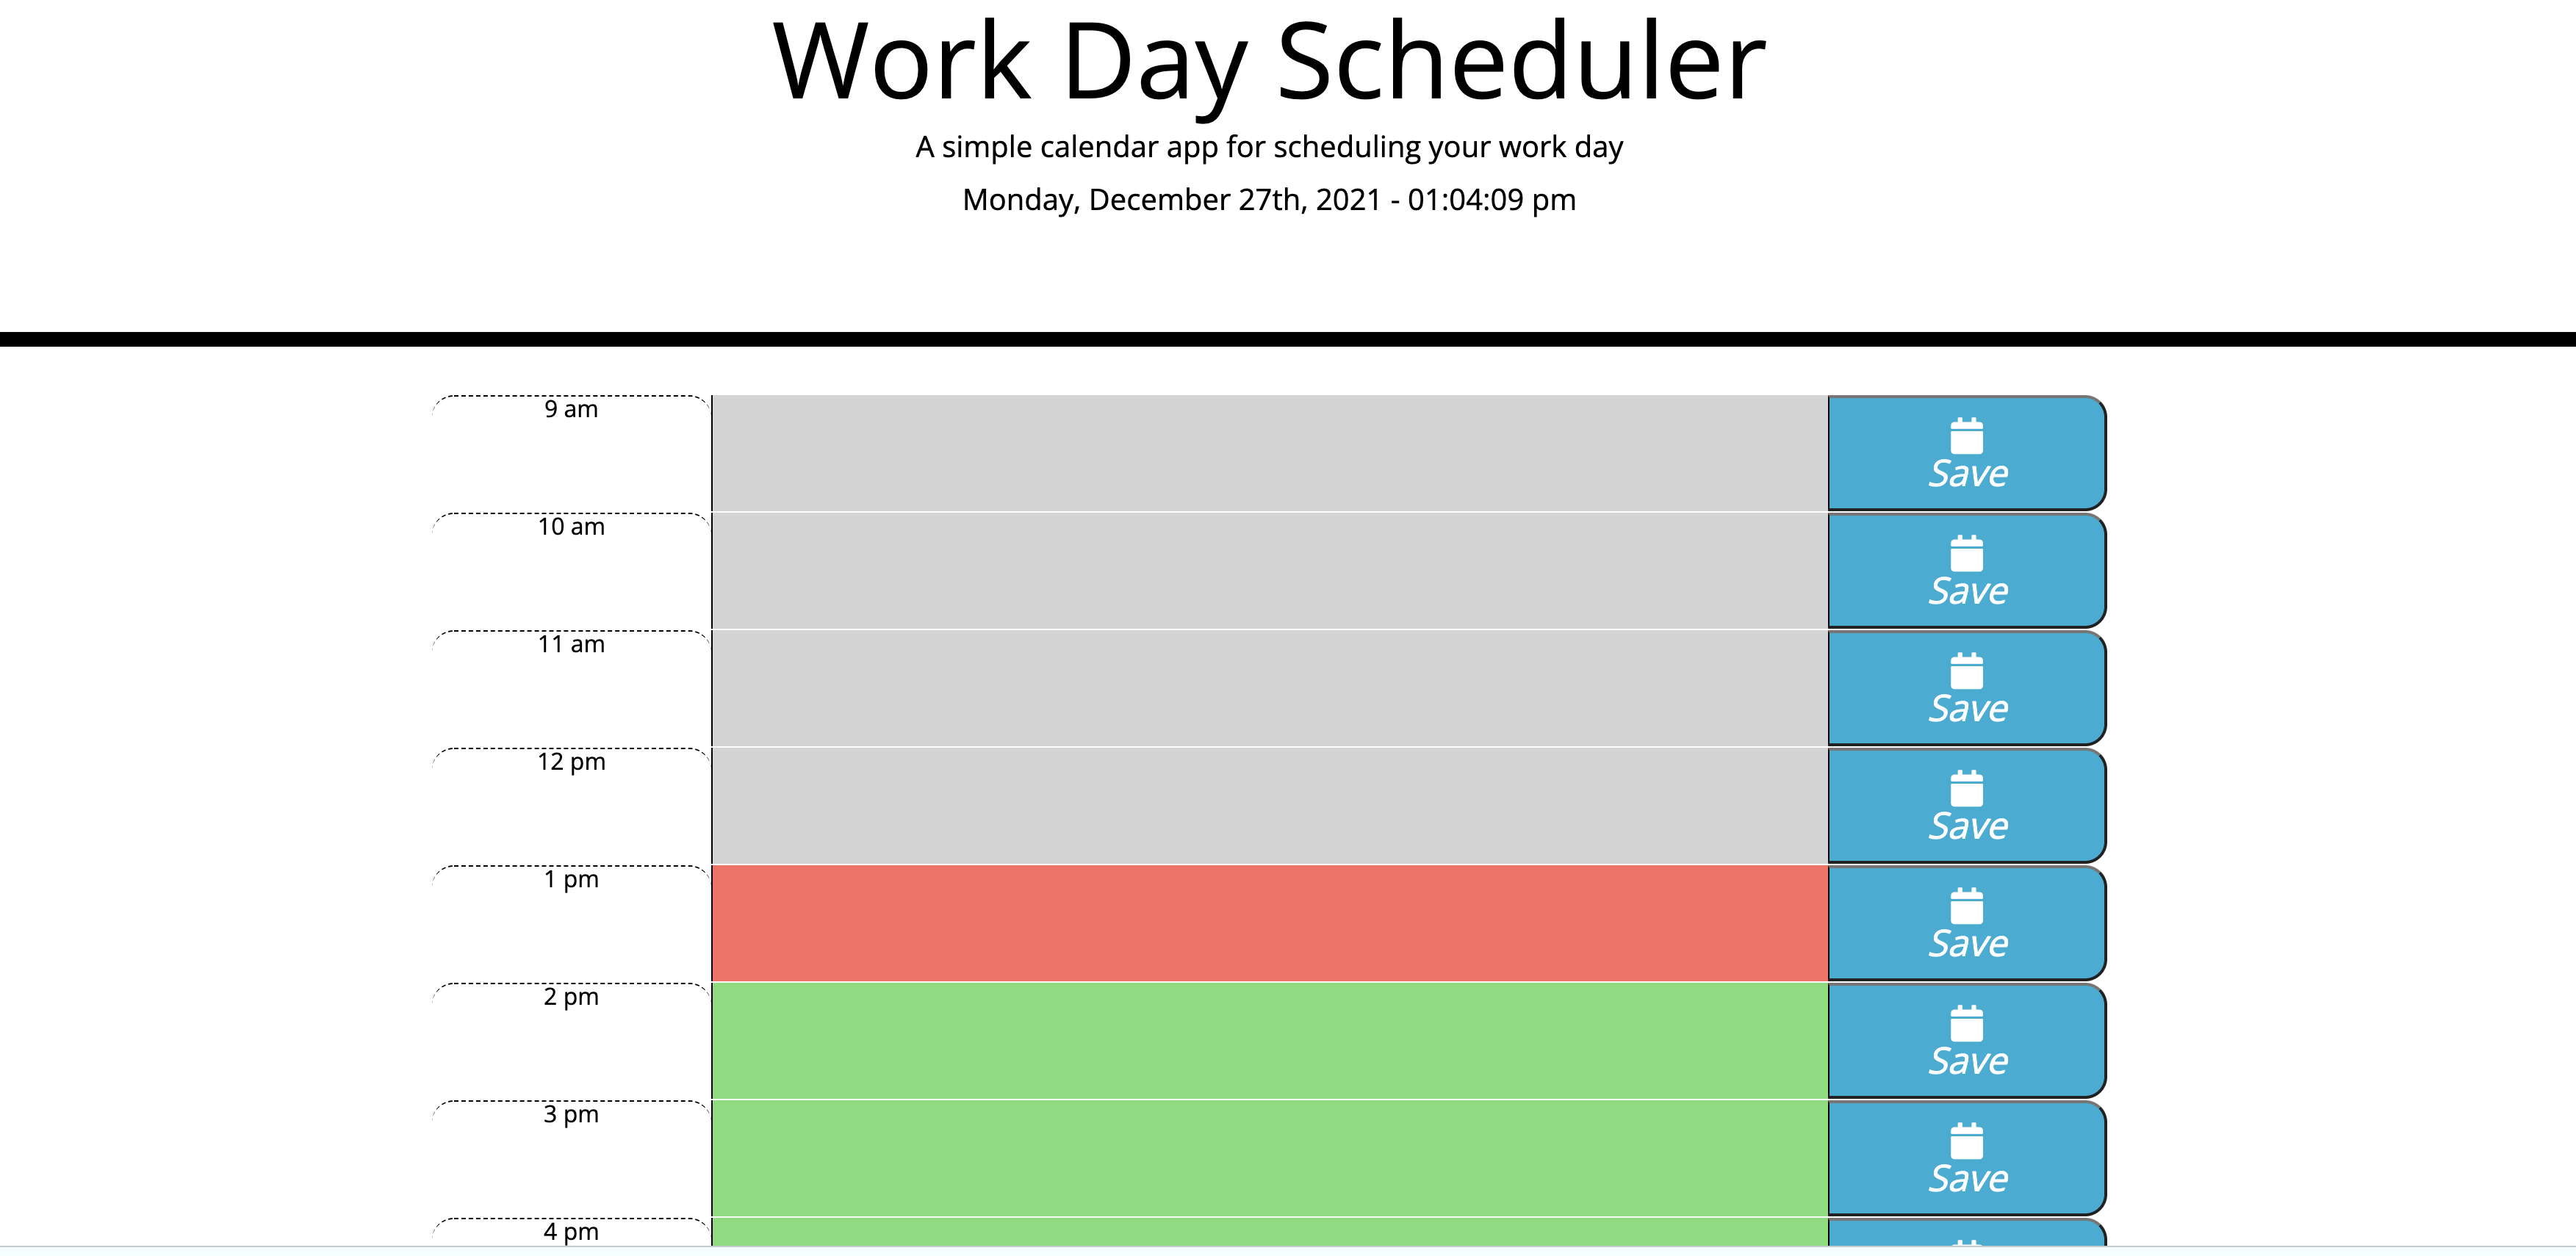 Work Day Scheduler
A simple calendar app for scheduling your work day
Monday, December 27th, 2021 - 01:04:09 pm
9 am
Save
10 am
Save
11 am
Save
12 pm
Save
1 pm
Save
2 pm
Save
3 pm
Save
4 pm